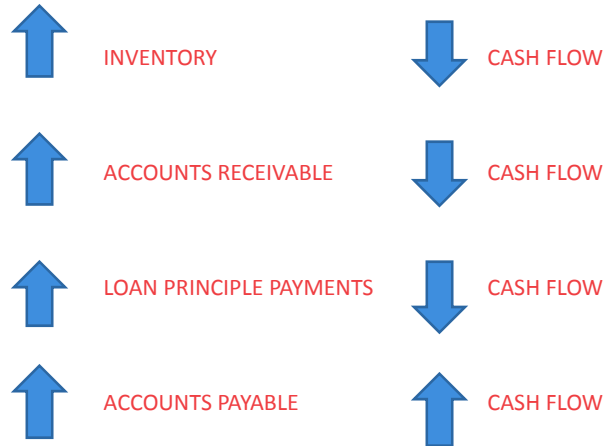 INVENTORY CASH FLOW
ACCOUNTS RECEIVABLE CASH FLOW
LOAN PRINCIPLE PAYMENTS CASH FLOW
ACCOUNTS PAYABLE CASH FLOW